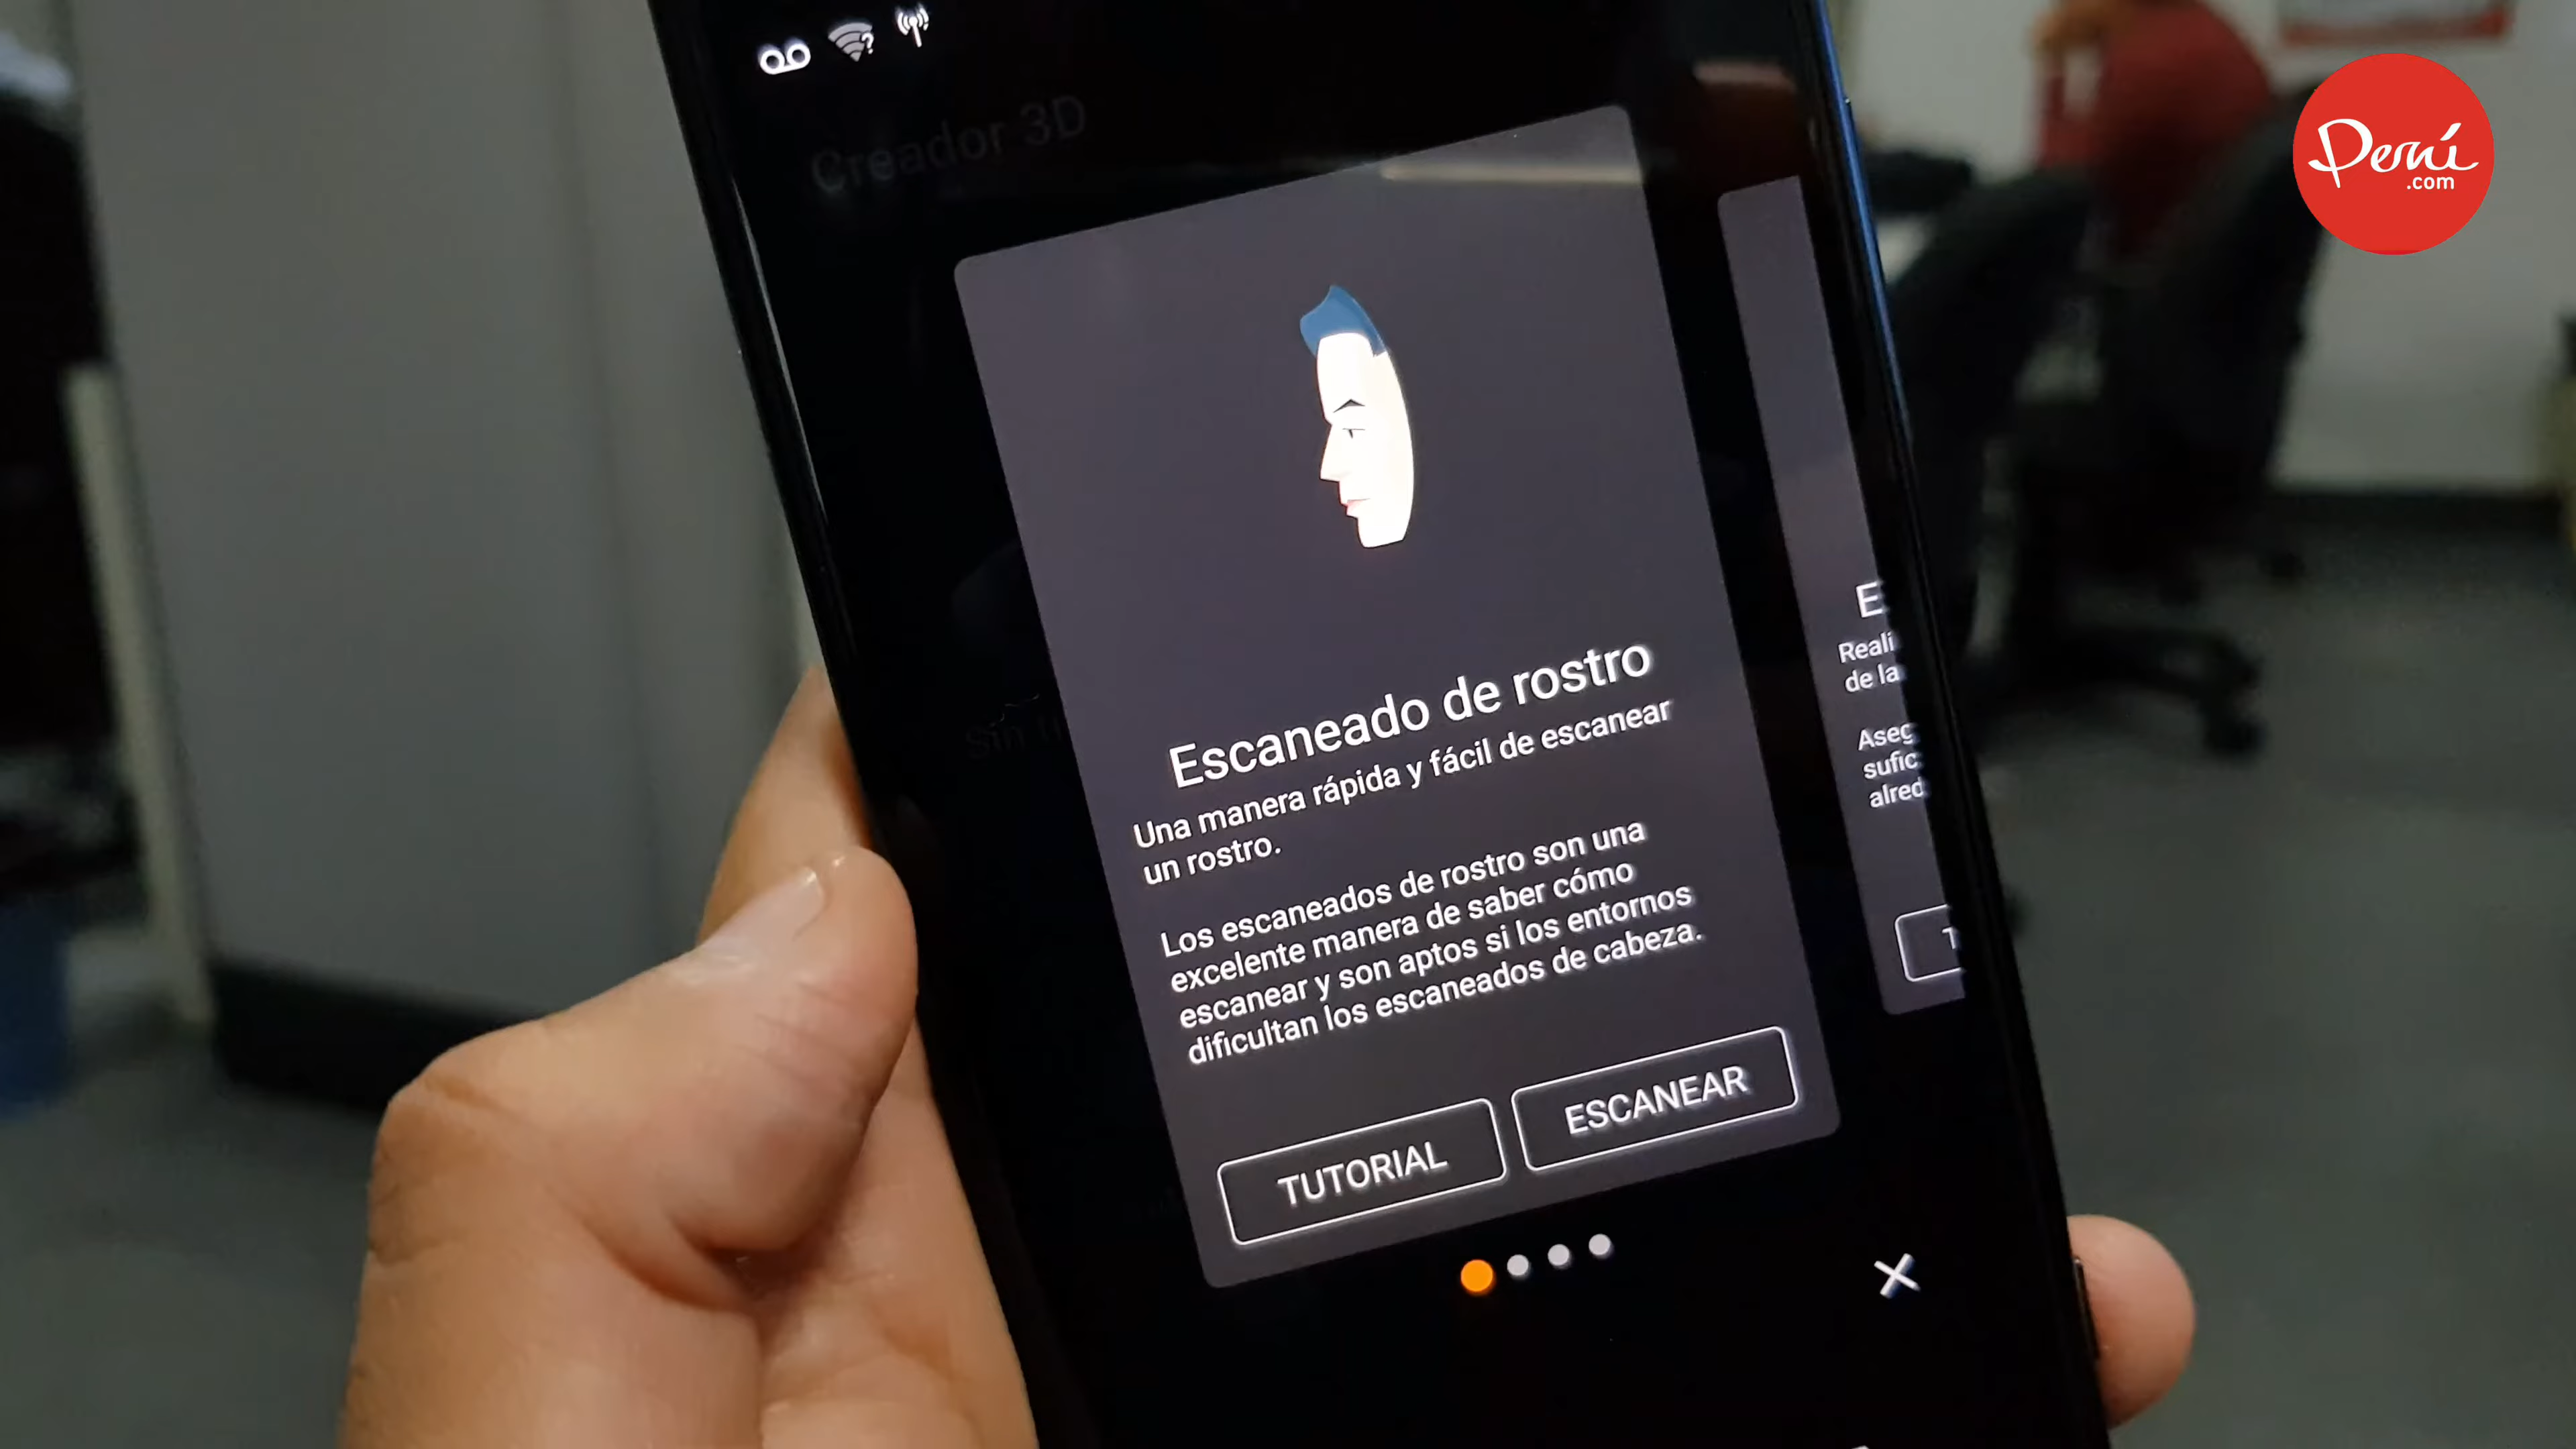 Perú
.com
Creador 3D
Escaneado de rostro
Una manera rápida y fácil de escanear
un rostro.
Los escaneados de rostro son una
excelente manera de saber cómo
escanear y son aptos si los entornos
dificultan los escaneados de cabeza.
TUTORIAL
ESCANEAR
de la